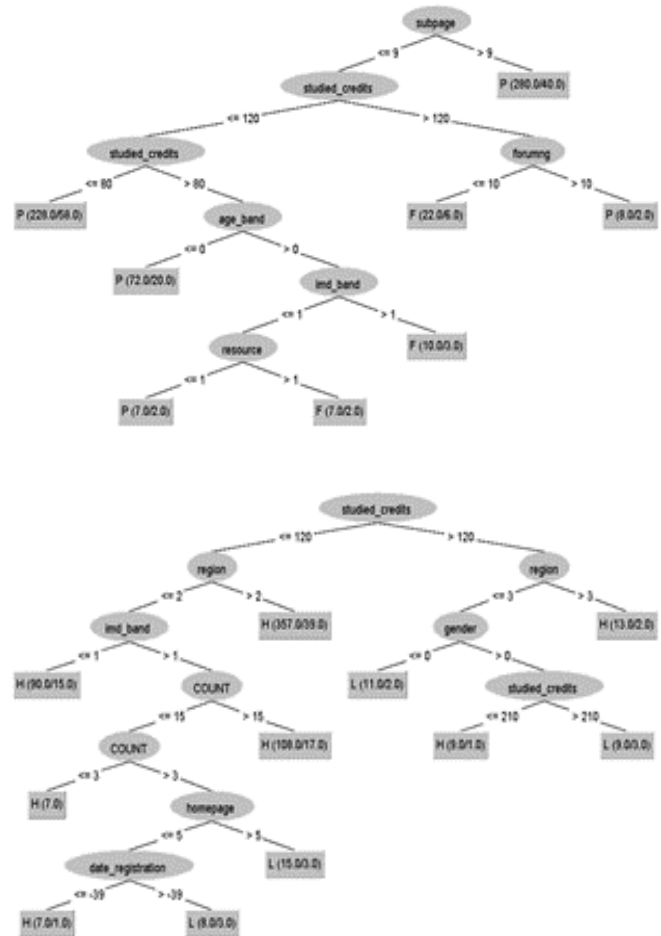 subpage
<= 9 > 9
studied_credits P (280.0/40.0)
<= 120 > 120
studied_credits forumng
<= 80 > 80 <= 10 > 10
P (228.0/58.0) age_band F (22.0/6.0) P (8.0/2.0)
<= 0 > 0
P (72.0/20.0) imd_band
<= 1 > 1
resource F (10.0/3.0)
<= 1 > 1
P (7.0/2.0) F (7.0/2.0)
studied_credits
<= 120 > 120
region region
<= 2 > 2 <= 3 > 3
imd_band H (357.0/39.0) gender H (13.0/2.0)
<= 1 > 1 <= 0 > 0
H (90.0/15.0) COUNT L (11.0/2.0) studied_credits
<= 15 > 15 <= 210 > 210
COUNT H (108.0/17.0) H (9.0/1.0) L (9.0/3.0)
<= 3 > 3
H (7.0) homepage
<= 5 > 5
date_registration L (15.0/3.0)
<= -39 > -39
H (7.0/1.0) L (8.0/3.0)